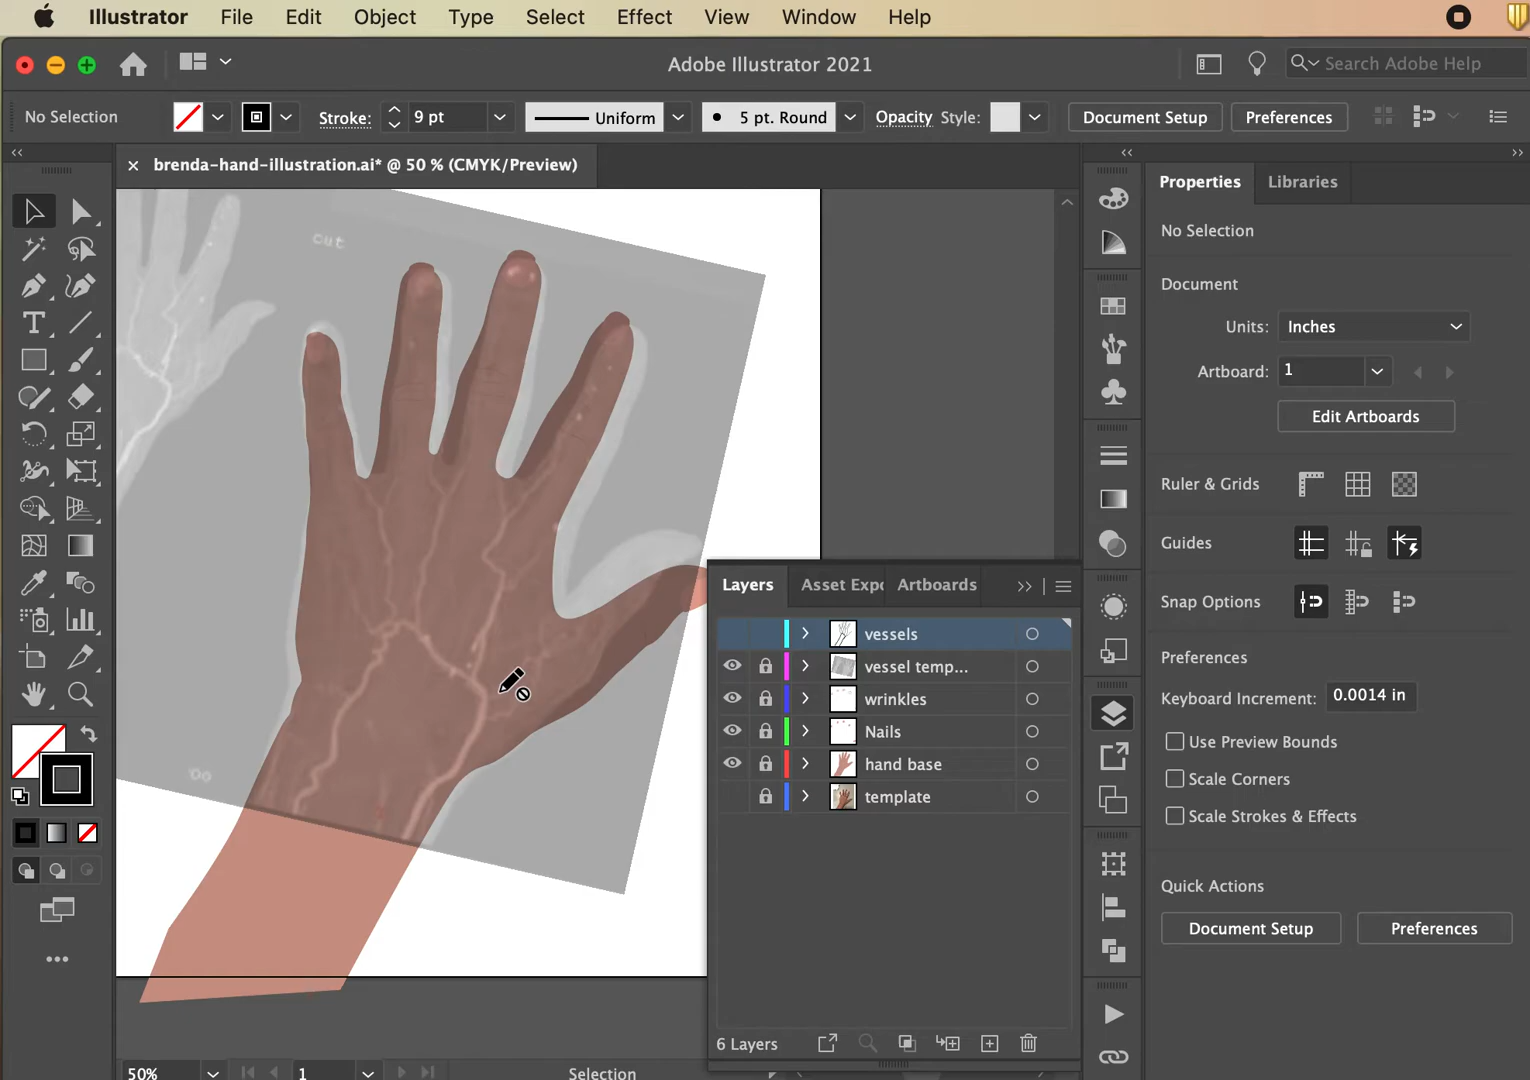 Illustrator File Edit Object Type Select Effect View Window Help
Adobe Illustrator 2021
Search Adobe Help
No Selection
Stroke:
9 pt
Uniform
5 pt. Round
Opacity
Style:
Document Setup
Preferences
brenda-hand-illustration.ai* @ 50 % (CMYK/Preview)
cut
Layers
Asset Expo
Artboards
vessels
vessel temp...
wrinkles
Nails
hand base
template
6 Layers
50%
1
Selection
Properties
Libraries
No Selection
Document
Units:
Inches
Artboard:
1
Edit Artboards
Ruler & Grids
Guides
Snap Options
Preferences
Keyboard Increment:
0.0014 in
Use Preview Bounds
Scale Corners
Scale Strokes & Effects
Quick Actions
Document Setup
Preferences